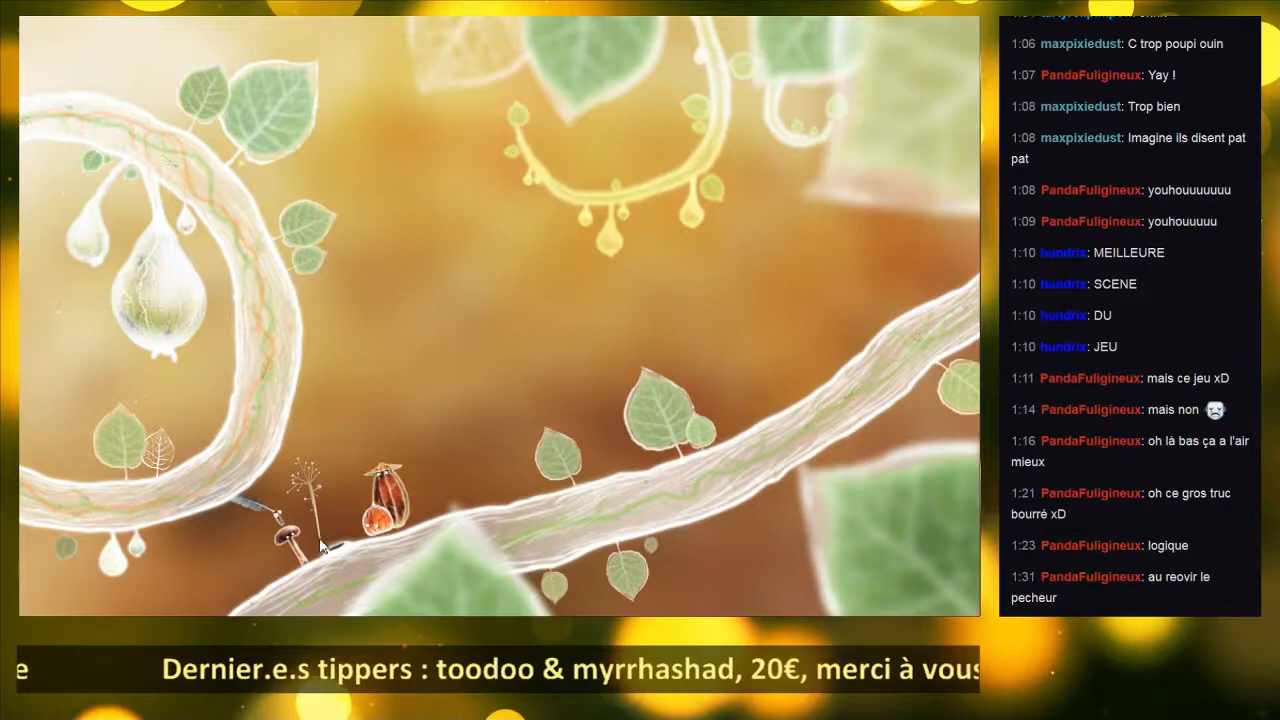 1:06 maxpixiedust: C trop poupi ouin
1:07 PandaFuligineux: Yay !
1:08 maxpixiedust: Trop bien
1:08 maxpixiedust: Imagine ils disent pat
pat
1:08 PandaFuligineux: youhouuuuuuu
1:09 PandaFuligineux: youhouuuuu
1:10 hundrix: MEILLEURE
1:10 hundrix: SCENE
1:10 hundrix: DU
1:10 hundrix: JEU
1:11 PandaFuligineux: mais ce jeu xD
1:14 PandaFuligineux: mais non
1:16 PandaFuligineux: oh là bas ça a l'air
mieux
1:21 PandaFuligineux: oh ce gros truc
bourré xD
1:23 PandaFuligineux: logique
1:31 PandaFuligineux: au reovir le
pecheur
e Dernier.e.s tippers : toodoo & myrrhashad, 20€, merci à vous